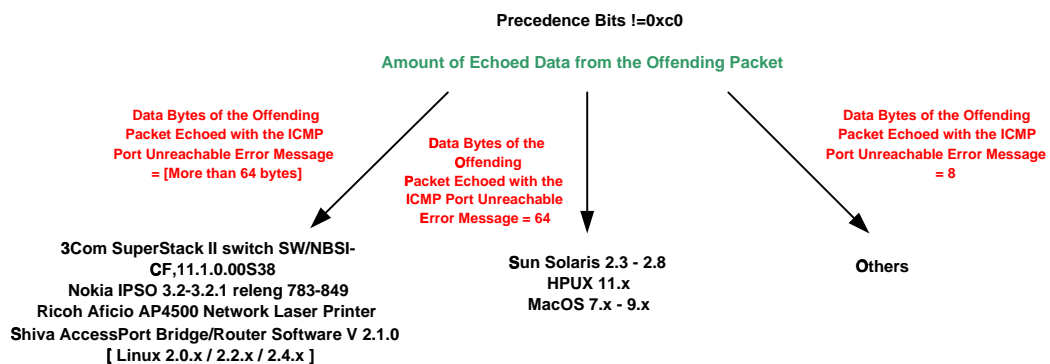 Precedence Bits !=0xc0
Amount of Echoed Data from the Offending Packet
Data Bytes of the Offending
Packet Echoed with the ICMP
Port Unreachable Error Message
= [More than 64 bytes]
Data Bytes of the
Offending
Packet Echoed with the
ICMP Port Unreachable
Error Message = 64
Data Bytes of the Offending
Packet Echoed with the ICMP
Port Unreachable Error Message
= 8
3Com SuperStack II switch SW/NBSI-
CF,11.1.0.00S38
Nokia IPSO 3.2-3.2.1 releng 783-849
Ricoh Aficio AP4500 Network Laser Printer
Shiva AccessPort Bridge/Router Software V 2.1.0
[ Linux 2.0.x / 2.2.x / 2.4.x ]
Sun Solaris 2.3 - 2.8
HPUX 11.x
MacOS 7.x - 9.x
Others